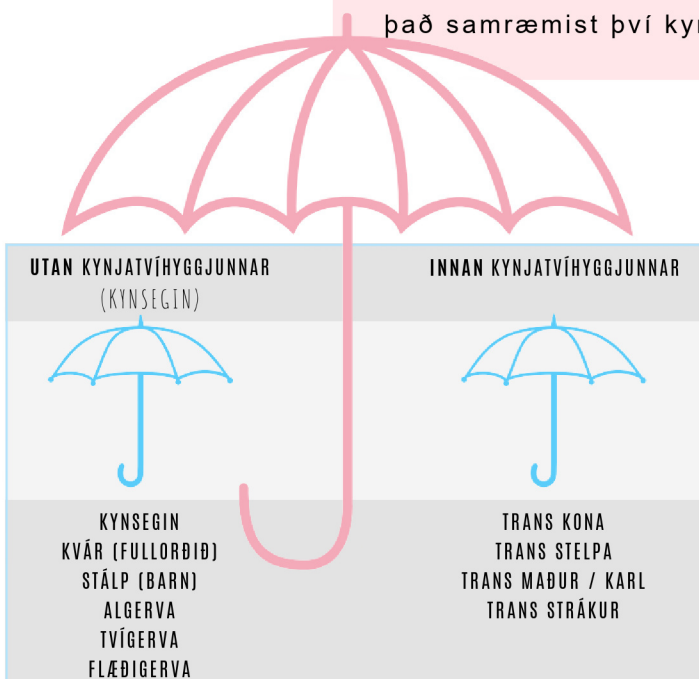 það samræmist því
UTAN KYNJATVÍHYGGJUNNAR
(KYNSEGIN)
KYNSEGIN
KVÁR (FULLORÐIÐ)
STÁLP (BARN)
ALGERVA
TVÍGERVA
FLÆÐIGERVA
INNAN KYNJATVÍHYGGJUNNAR
TRANS KONA
TRANS STELPA
TRANS MAÐUR / KARL
TRANS STRÁKUR